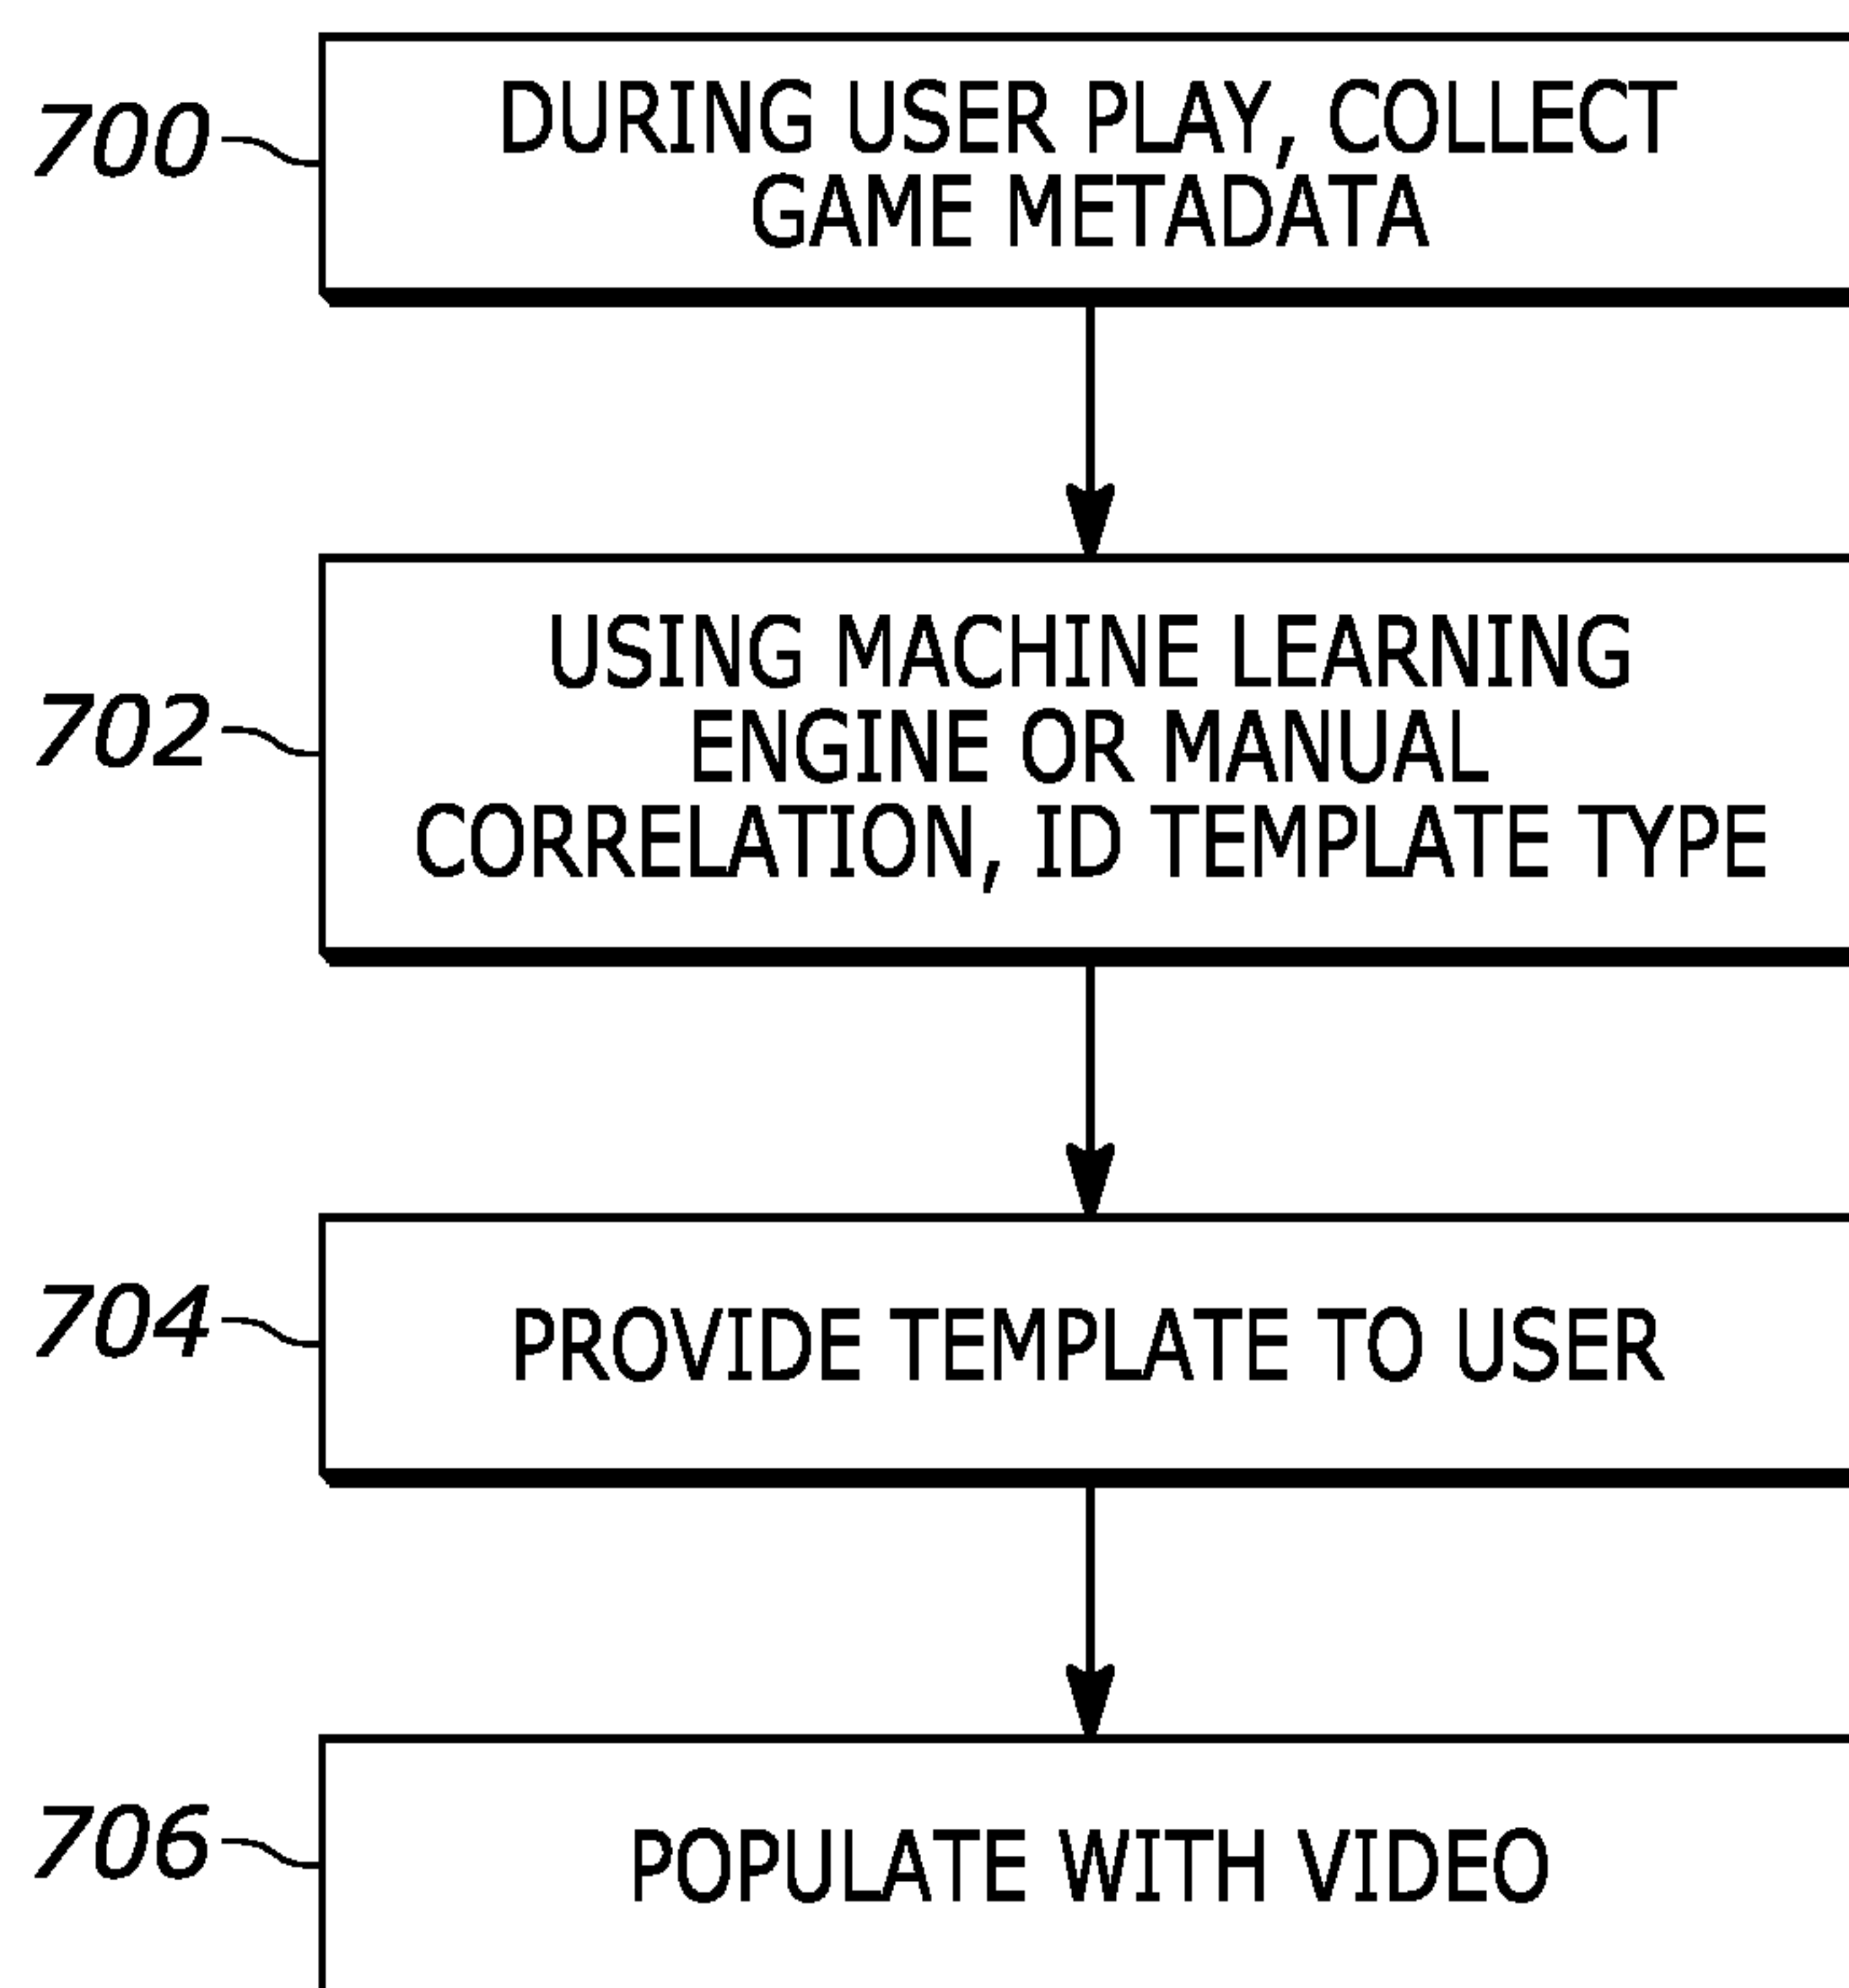 700
DURING USER PLAY, COLLECT
GAME METADATA
702
USING MACHINE LEARNING
ENGINE OR MANUAL
CORRELATION, ID TEMPLATE TYPE
704
PROVIDE TEMPLATE TO USER
706
POPULATE WITH VIDEO